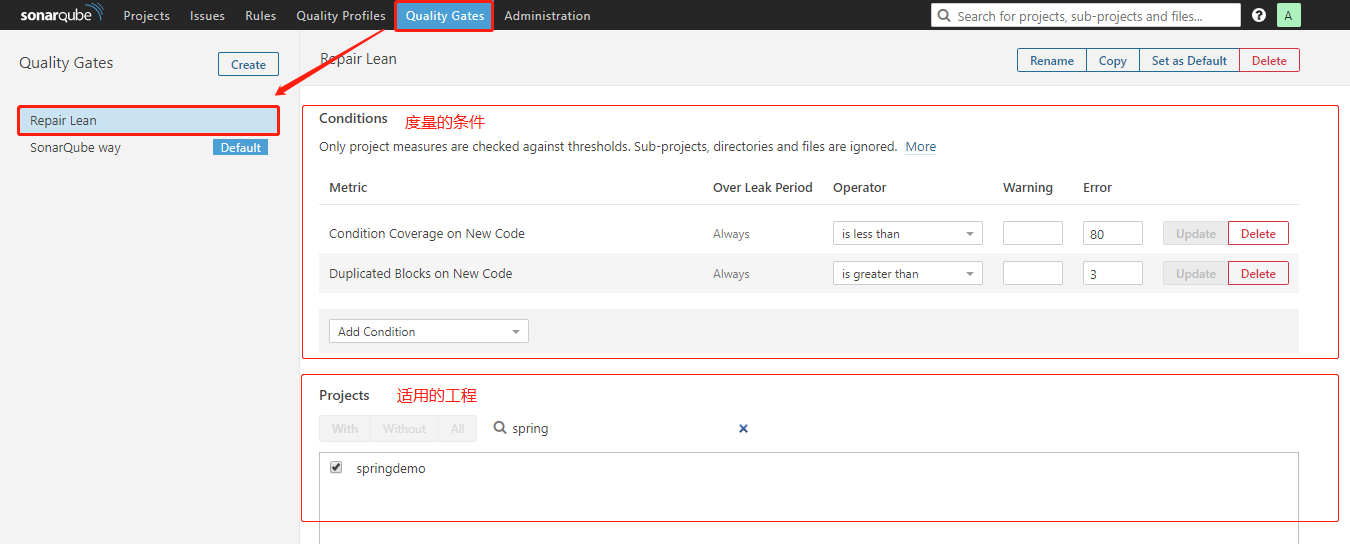 sonarqube Projects Issues Rules Quality Profiles Quality Gates Administration Search for projects, sub-projects and files... ? A
Quality Gates Create
Repair Lean
SonarQube way Default
Repair Lean Rename Copy Set as Default Delete
Conditions 度量的条件
Only project measures are checked against thresholds. Sub-projects, directories and files are ignored. More
Metric Over Leak Period Operator Warning Error
Condition Coverage on New Code Always is less than 80 Update Delete
Duplicated Blocks on New Code Always is greater than 3 Update Delete
Add Condition
Projects 适用的工程
With Without All spring
springdemo